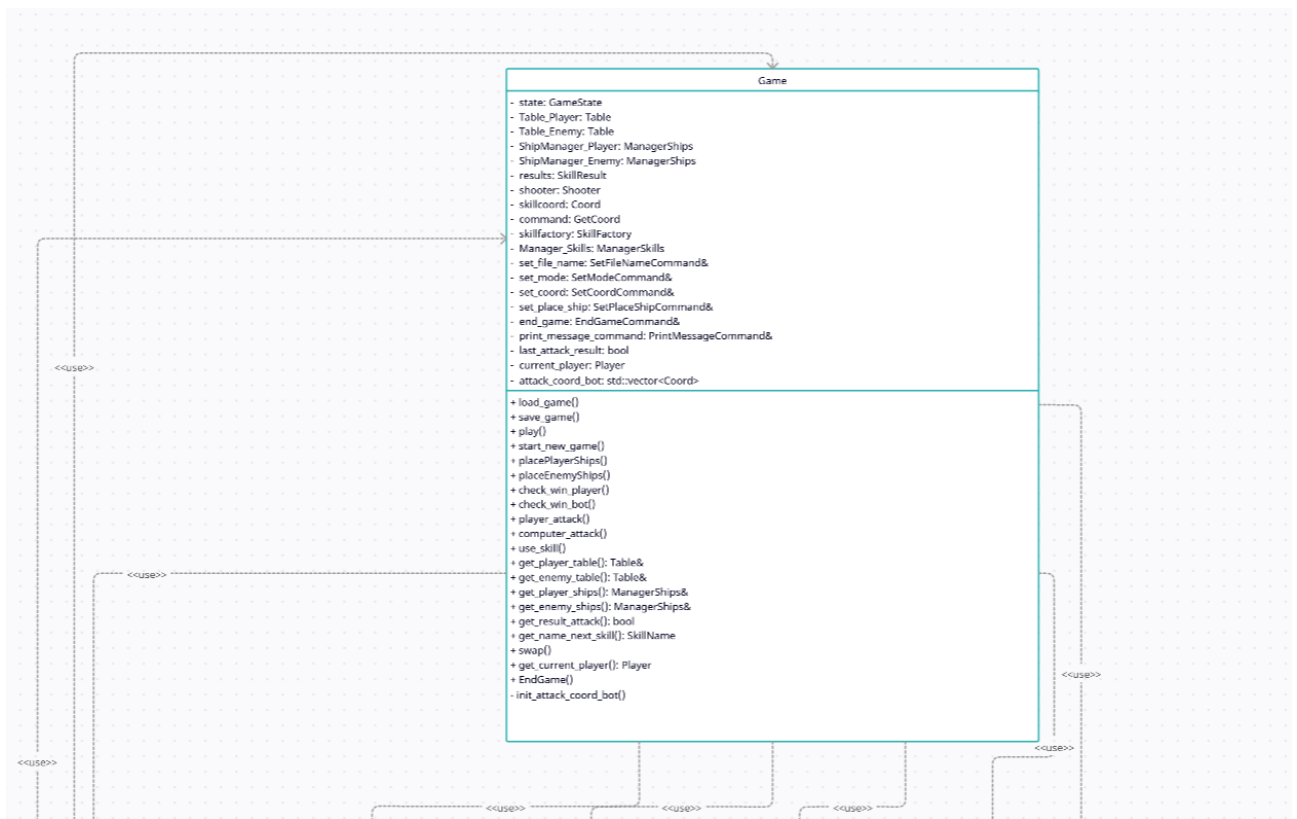 Game
- state: GameState
- Table_Player: Table
- Table_Enemy: Table
- ShipManager_Player: ManagerShips
- ShipManager_Enemy: ManagerShips
- results: SkillResult
- shooter: Shooter
- skillcoord: Coord
- command: GetCoord
- skillfactory: SkillFactory
- Manager_Skills: ManagerSkills
- set_file_name: SetFileNameCommand&
- set_mode: SetModeCommand&
- set_coord: SetCoordCommand&
- set_place_ship: SetPlaceShipCommand&
- end_game: EndGameCommand&
- print_message_command: PrintMessageCommand&
- last_attack_result: bool
- current_player: Player
- attack_coord_bot: std::vector<Coord>
<<use>>
+ load_game()
+ save_game()
+ play()
+ start_new_game()
+ placePlayerShips()
+ placeEnemyShips()
+ check_win_player()
+ check_win_bot()
+ player_attack()
+ computer_attack()
+ use_skill()
+ get_player_table(): Table&
+ get_enemy_table(): Table&
+ get_player_ships(): ManagerShips&
+ get_enemy_ships(): ManagerShips&
+ get_result_attack(): bool
+ get_name_next_skill(): SkillName
+ swap()
+ get_current_player(): Player
+ EndGame()
- init_attack_coord_bot()
<<use>>
<<use>>
<<use>>
<<use>>
<<use>>
<<use>>
<<use>>